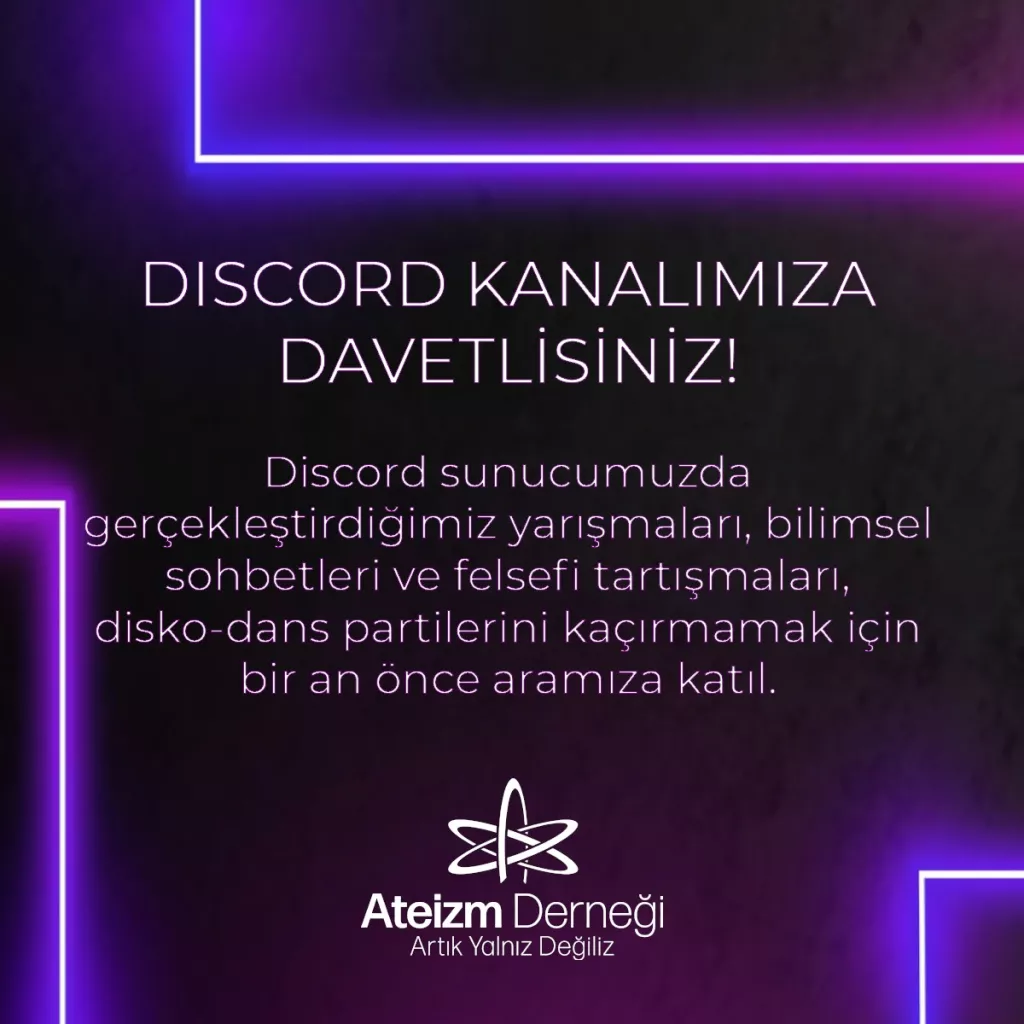 DISCORD KANALIMIZA
DAVETLİSİNİZ!
Discord sunucumuzda
gerçekleştirdiğimiz yarışmaları, bilimsel
sohbetleri ve felsefi tartışmaları,
disko-dans partilerini kaçırmamak için
bir an önce aramıza katıl.
Ateizm Derneği
Artık Yalnız Değiliz